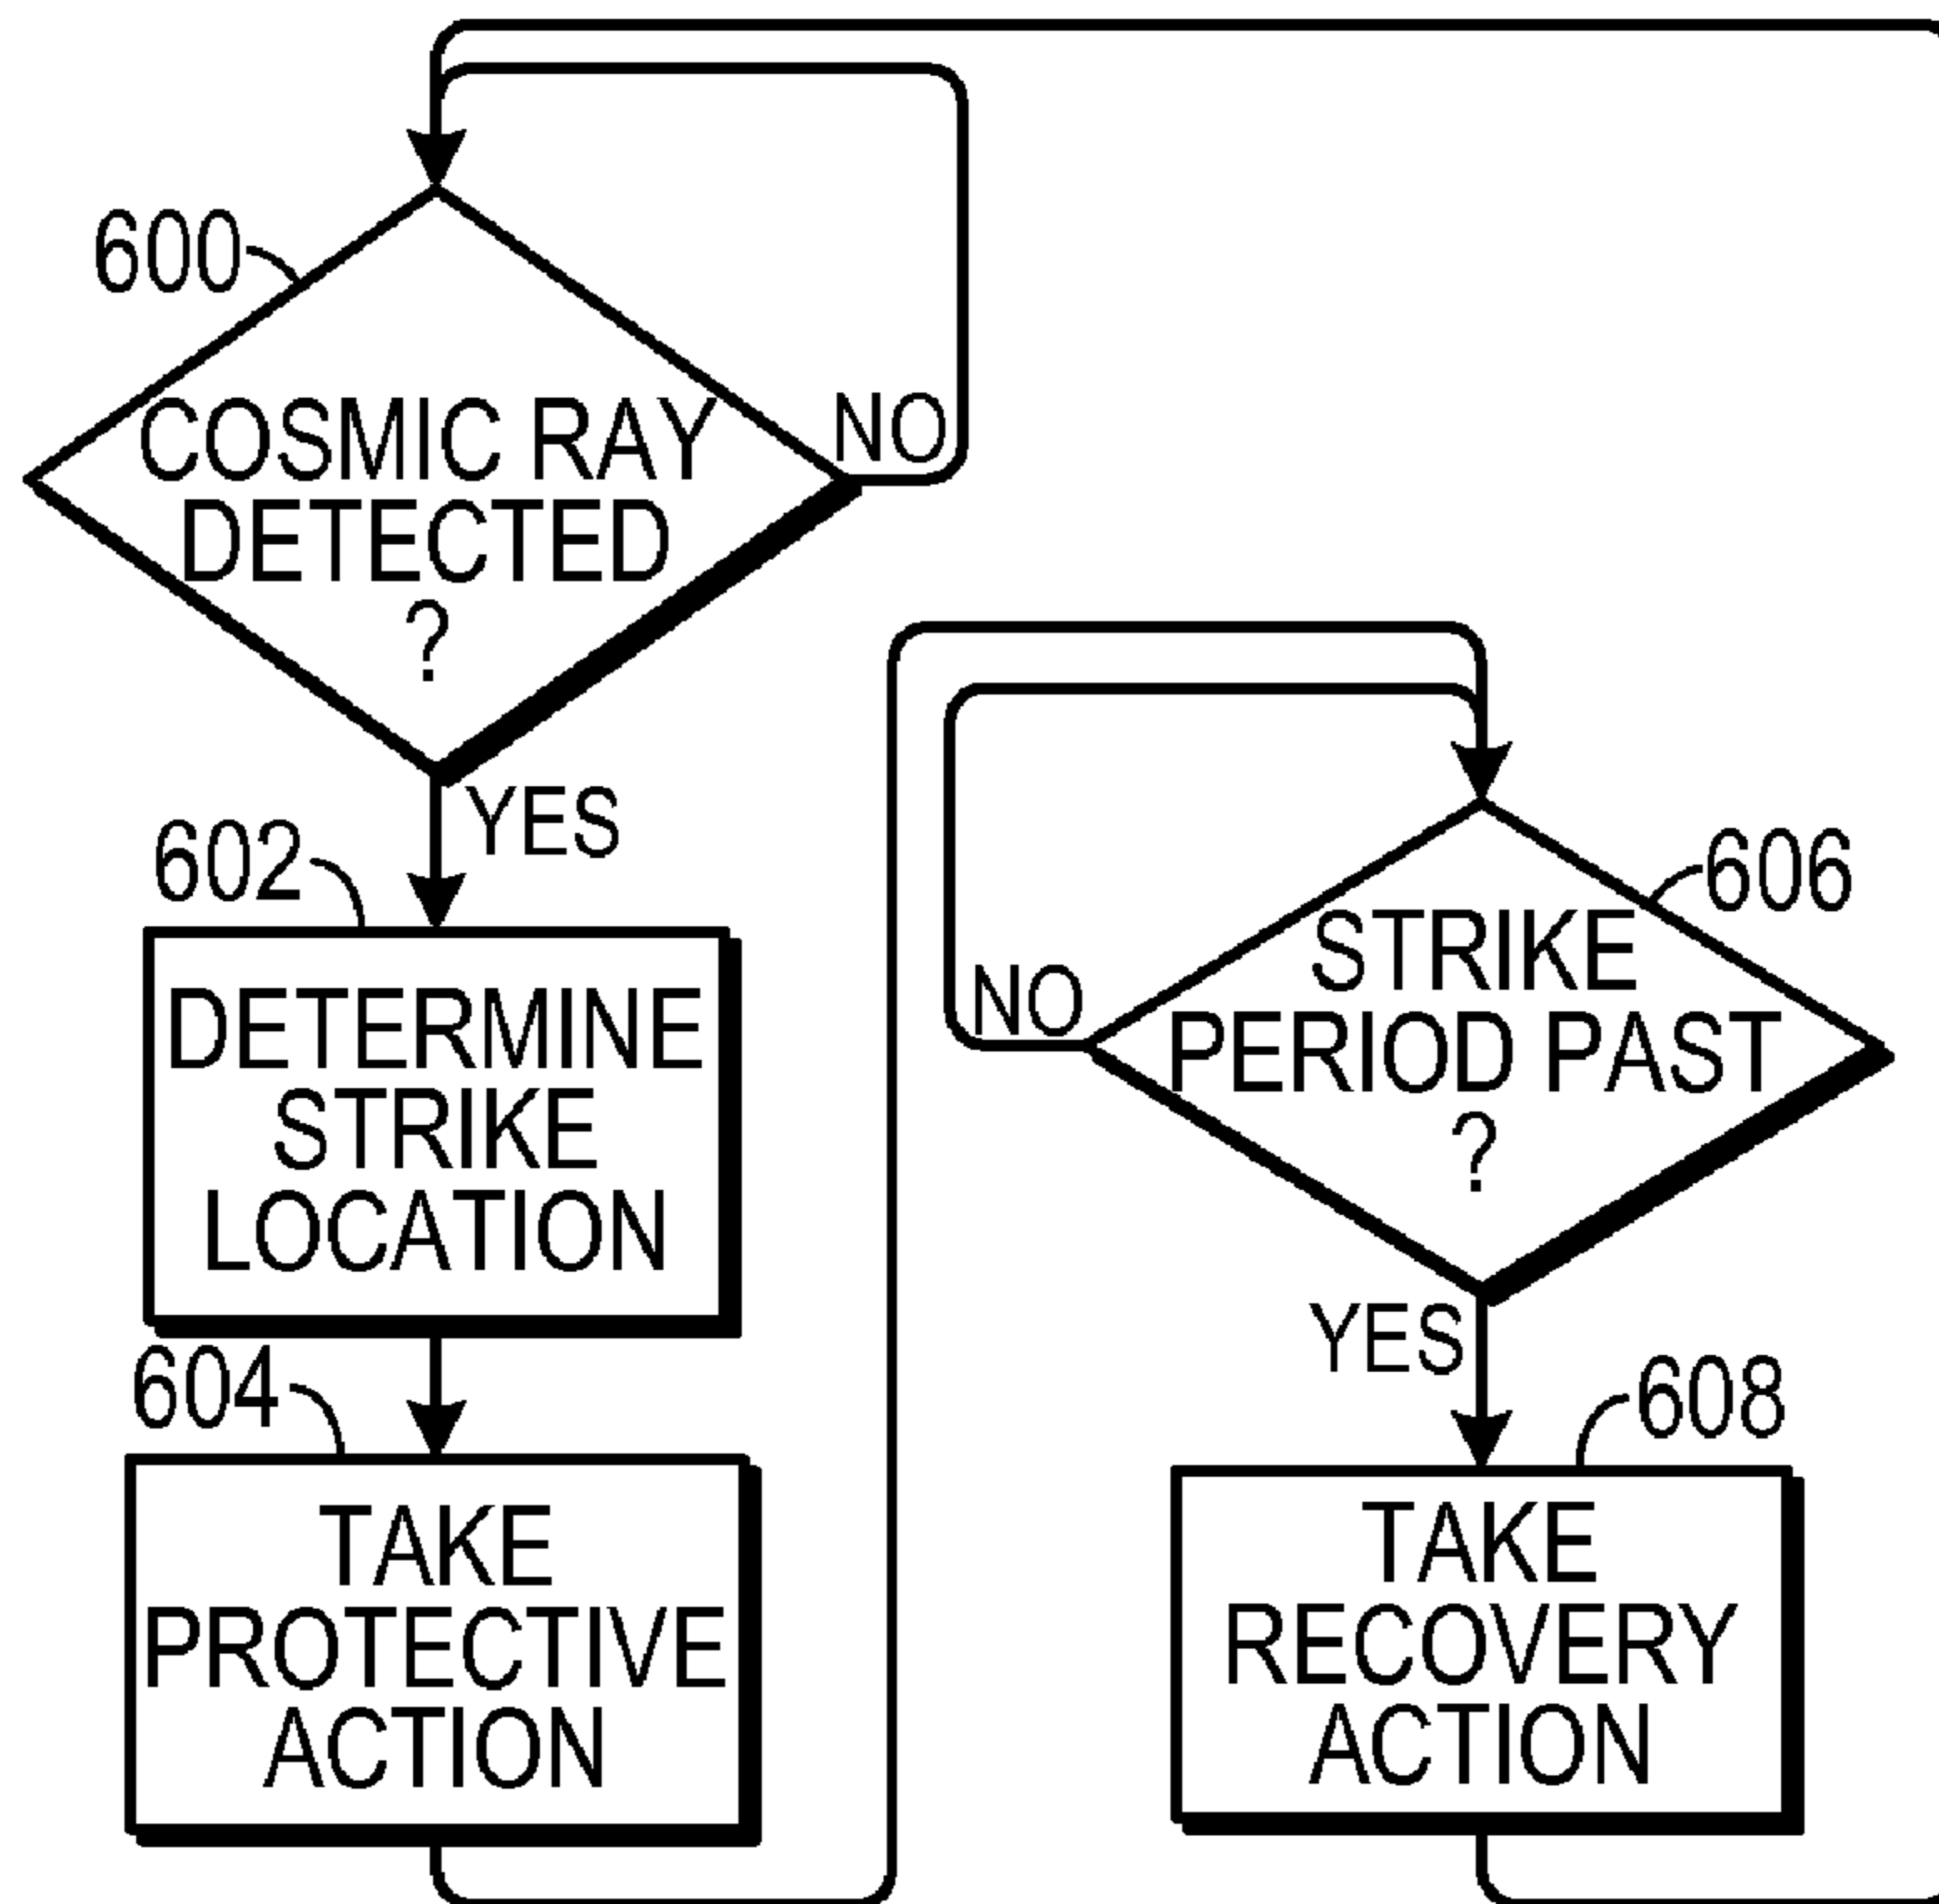 600
COSMIC RAY
DETECTED
?
NO
YES
602
DETERMINE
STRIKE
LOCATION
604
TAKE
PROTECTIVE
ACTION
606
STRIKE
PERIOD PAST
?
NO
YES
608
TAKE
RECOVERY
ACTION